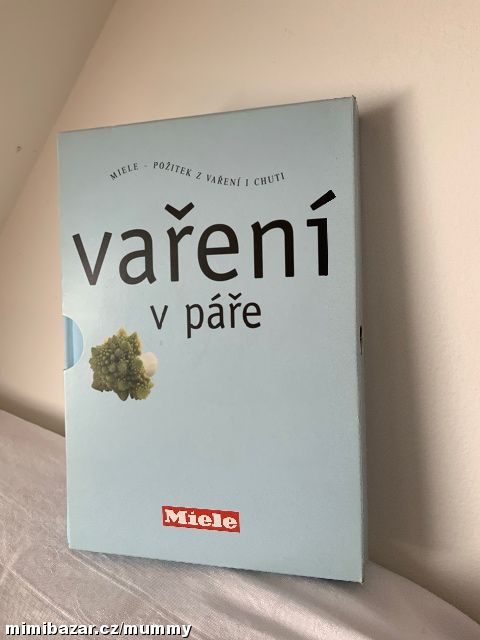 MIELE - POŽITEK Z VAŘENÍ I CHUTI
vaření
v páře
Miele
mimibazar.cz/mummy